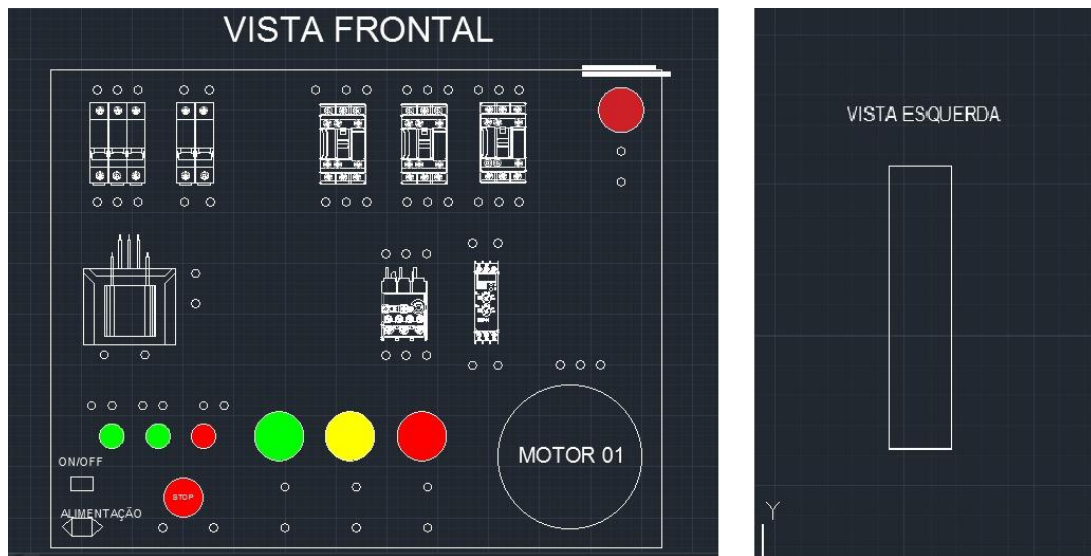 VISTA FRONTAL
VISTA ESQUERDA
ON/OFF
STOP
ALIMENTAÇÃO
MOTOR 01
Y